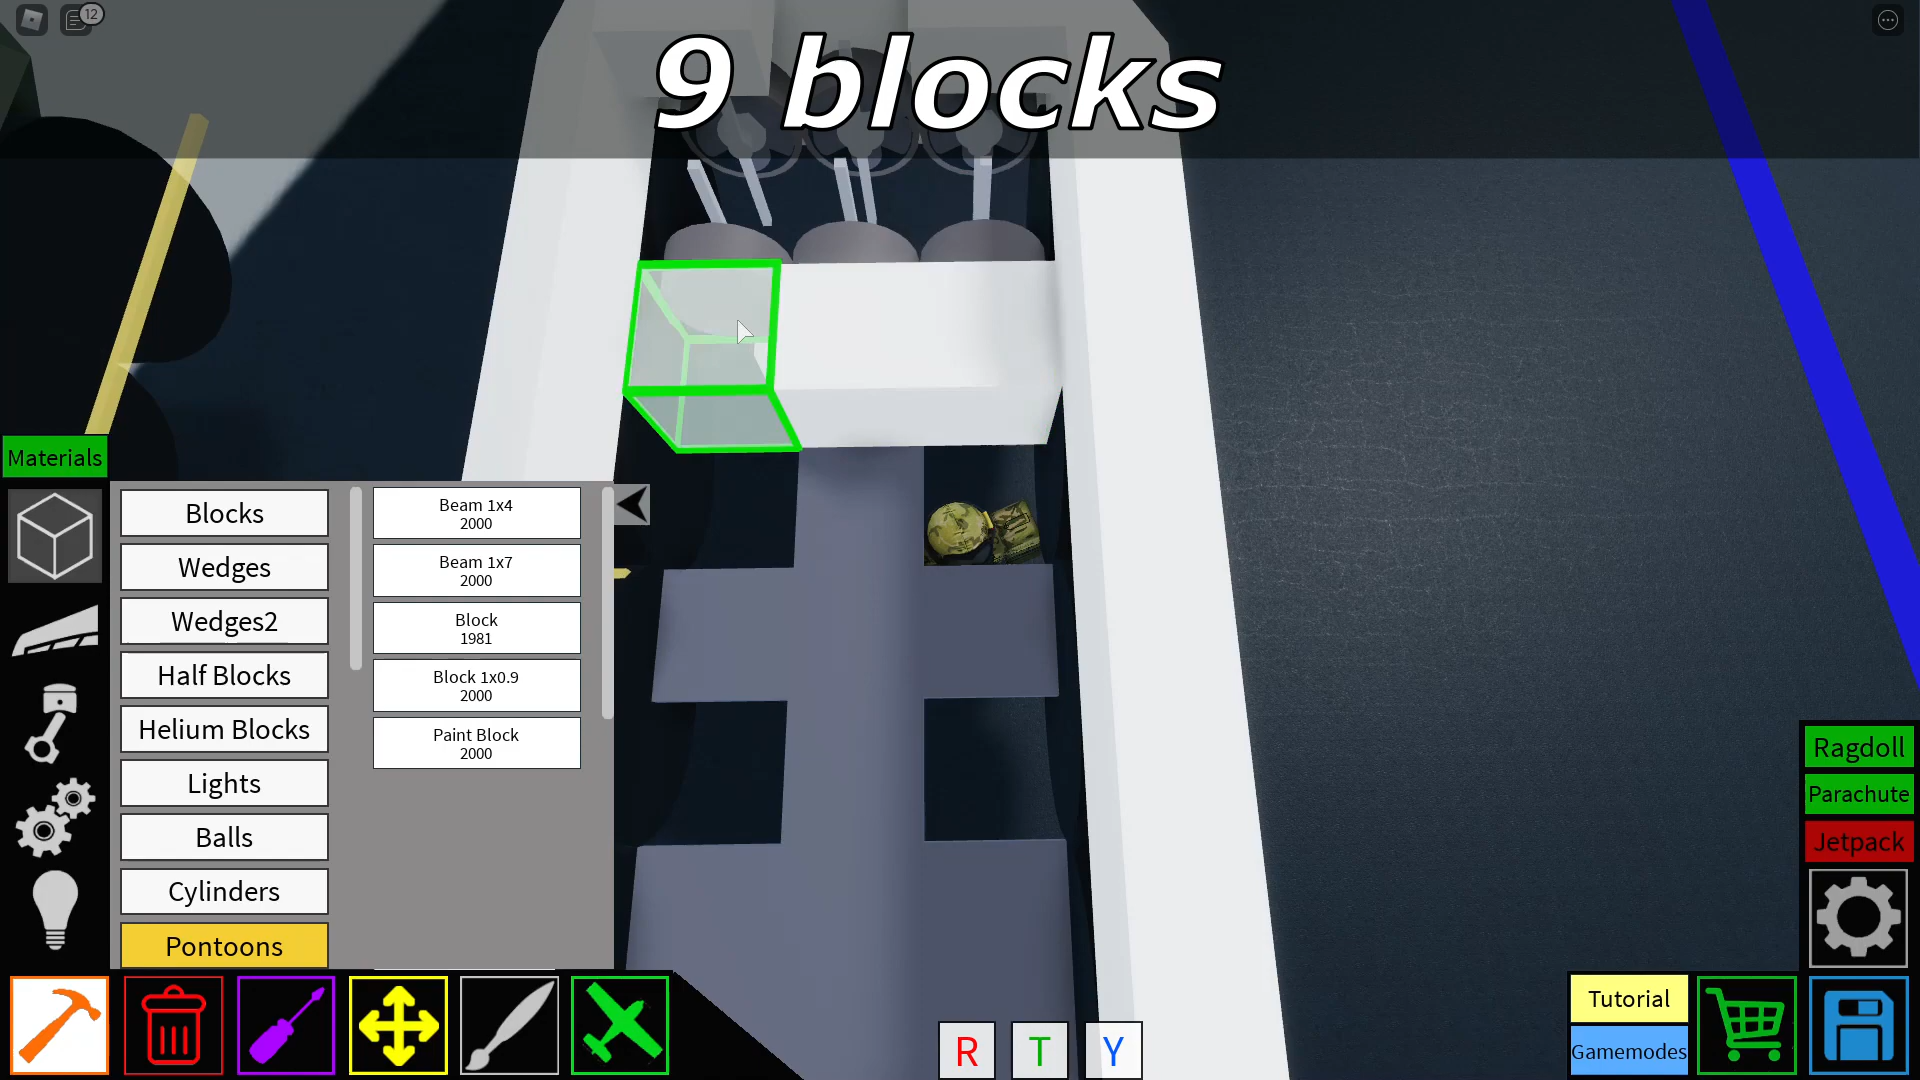 12
9 blocks
Materials
Blocks
Wedges
Wedges2
Half Blocks
Helium Blocks
Lights
Balls
Cylinders
Pontoons
Beam 1x4
2000
Beam 1x7
2000
Block
1981
Block 1x0.9
2000
Paint Block
2000
Ragdoll
Parachute
Jetpack
Tutorial
Gamemodes
R T Y